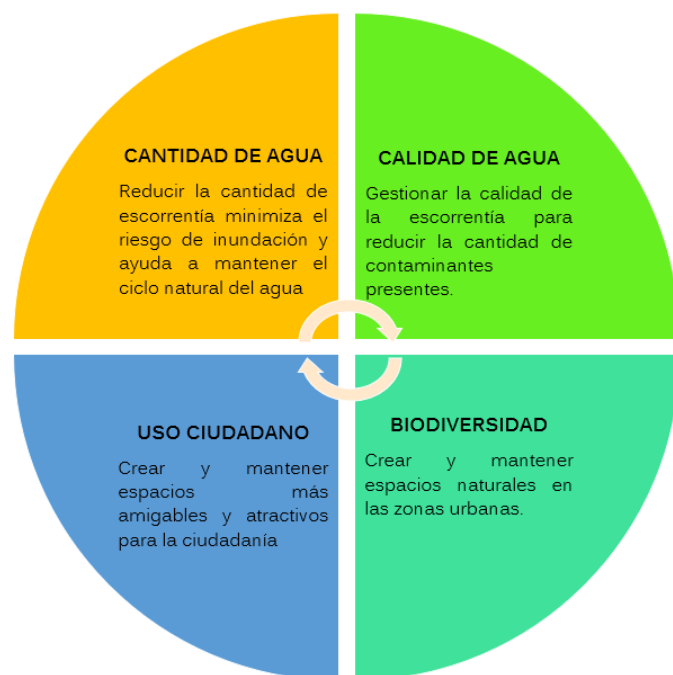 CANTIDAD DE AGUA
Reducir la cantidad de
escorrentía minimiza el
riesgo de inundación y
ayuda a mantener el
ciclo natural del agua
CALIDAD DE AGUA
Gestionar la calidad de
la escorrentía para
reducir la cantidad de
contaminantes
presentes.
USO CIUDADANO
Crear y mantener
espacios más
amigables y atractivos
para la ciudadanía
BIODIVERSIDAD
Crear y mantener
espacios naturales en
las zonas urbanas.